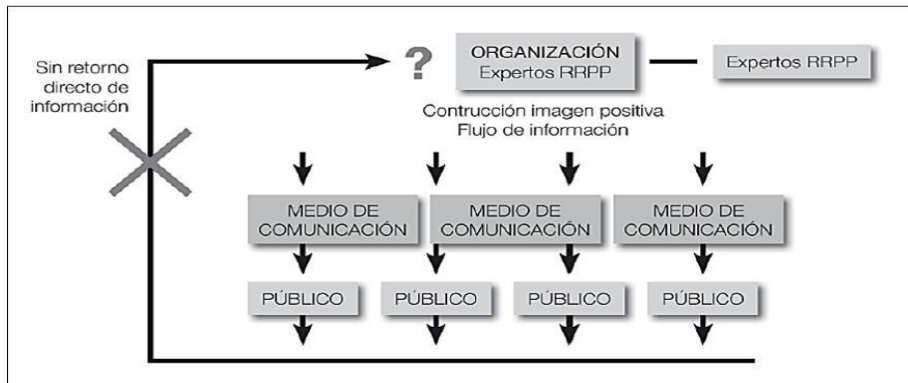 Sin retorno
directo de
información
?
ORGANIZACIÓN
Expertos RRPP
Expertos RRPP
Contrucción imagen positiva
Flujo de información
MEDIO DE
COMUNICACIÓN
MEDIO DE
COMUNICACIÓN
MEDIO DE
COMUNICACIÓN
PÚBLICO
PÚBLICO
PÚBLICO
PÚBLICO